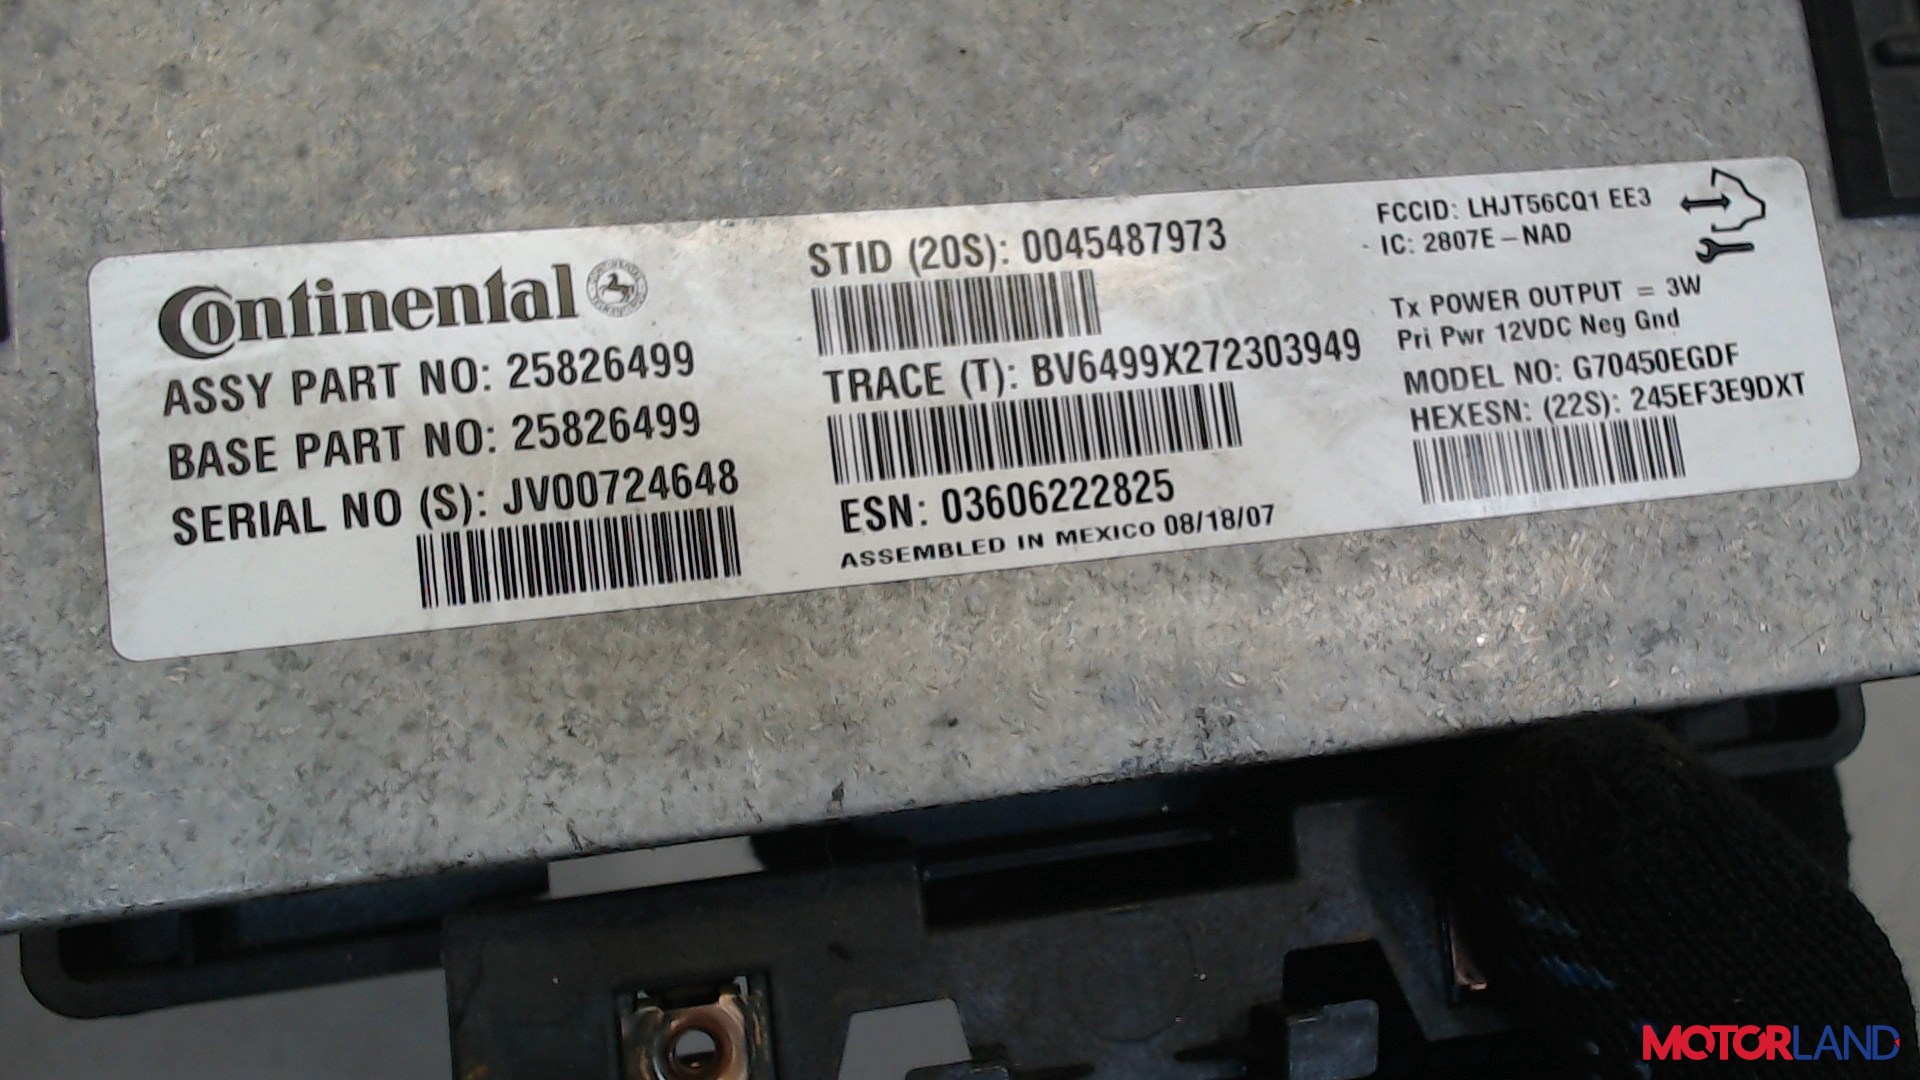 Continental
ASSY PART NO: 25826499
BASE PART NO: 25826499
SERIAL NO (S): JV00724648
STID (20S): 0045487973
TRACE (T): BV6499X272303949
ESN: 03606222825
ASSEMBLED IN MEXICO 08/18/07
FCCID: LHJT56CQ1 EE3
IC: 2807E – NAD
Tx POWER OUTPUT = 3W
Pri Pwr 12VDC Neg Gnd
MODEL NO: G70450EGDF
HEXESN: (22S): 245EF3E9DXT
MOTORLAND